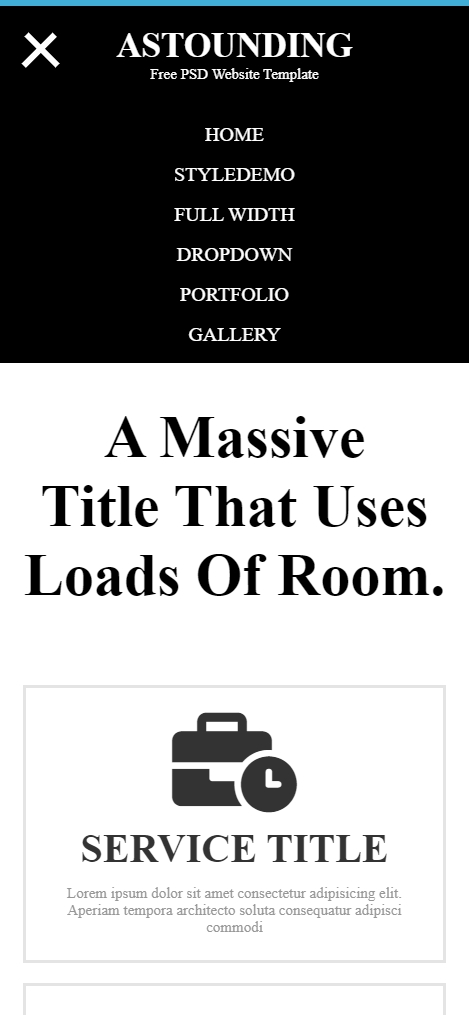 ASTOUNDING
Free PSD Website Template
HOME
STYLEDEMO
FULL WIDTH
DROPDOWN
PORTFOLIO
GALLERY
A Massive
Title That Uses
Loads Of Room.
SERVICE TITLE
Lorem ipsum dolor sit amet consectetur adipisicing elit.
Aperiam tempora architecto soluta consequatur adipisci
commodi